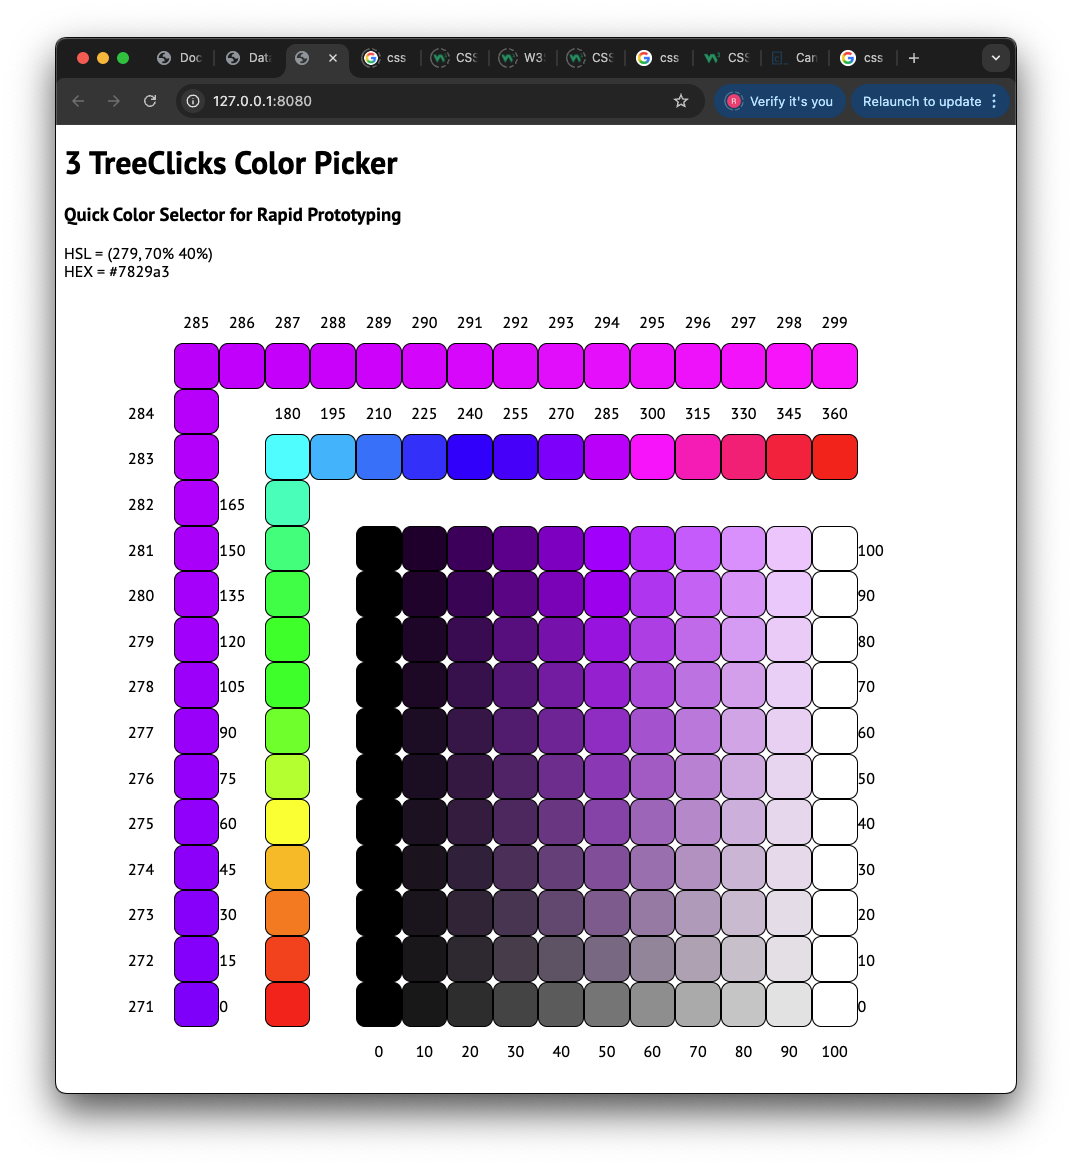 Doc
Data
css
CSS
W3
CSS
css
CSS
Can
css
127.0.0.1:8080
R
Verify it's you
Relaunch to update
3 TreeClicks Color Picker
Quick Color Selector for Rapid Prototyping
HSL = (279, 70% 40%)
HEX = #7829a3
285 286 287 288 289 290 291 292 293 294 295 296 297 298 299
284 180 195 210 225 240 255 270 285 300 315 330 345 360
283
282 165
281 150 100
280 135 90
279 120 80
278 105 70
277 90 60
276 75 50
275 60 40
274 45 30
273 30 20
272 15 10
271 0 0
0 10 20 30 40 50 60 70 80 90 100